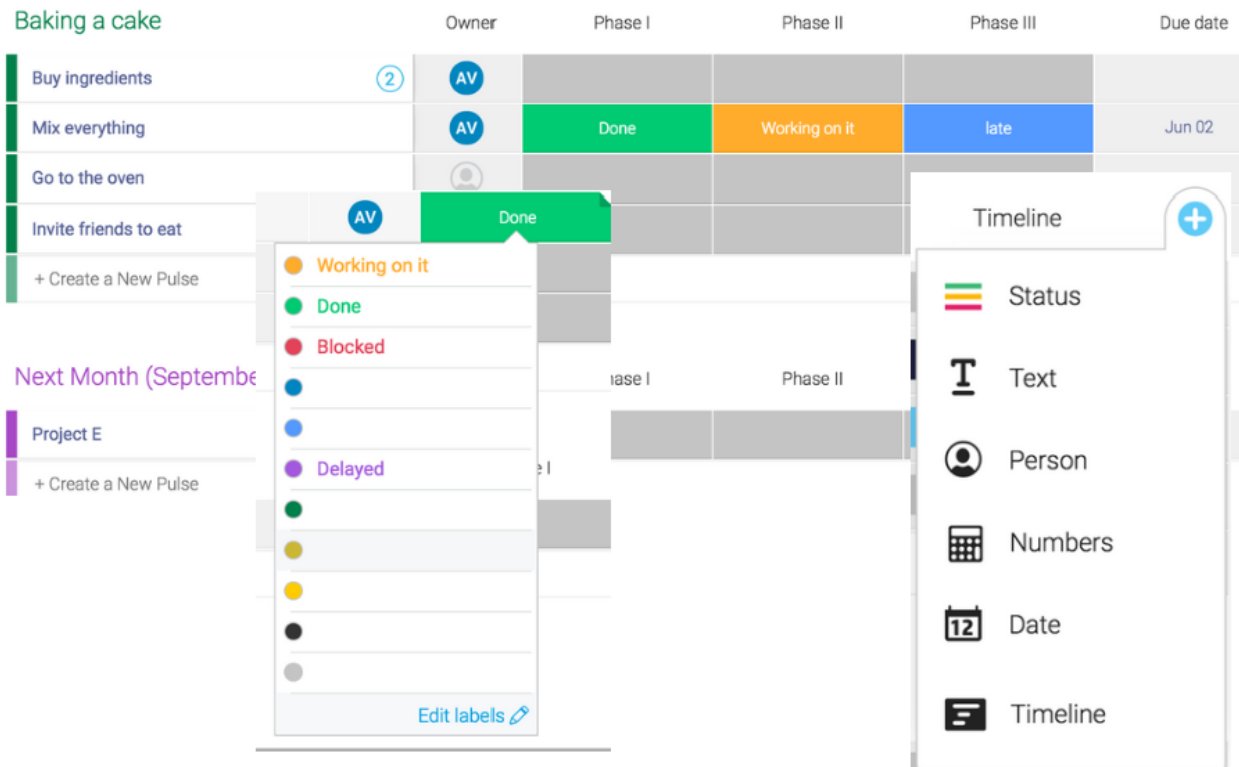 Baking a cake Owner Phase I Phase II Phase III Due date
Buy ingredients 2 AV
Mix everything AV Done Working on it late Jun 02
Go to the oven
Invite friends to eat
+ Create a New Pulse
AV Done
Working on it
Done
Blocked
Delayed
Edit labels
Timeline
Status
Text
Person
Numbers
12 Date
Timeline
Next Month (Septembe ase I Phase II
Project E
+ Create a New Pulse
e I